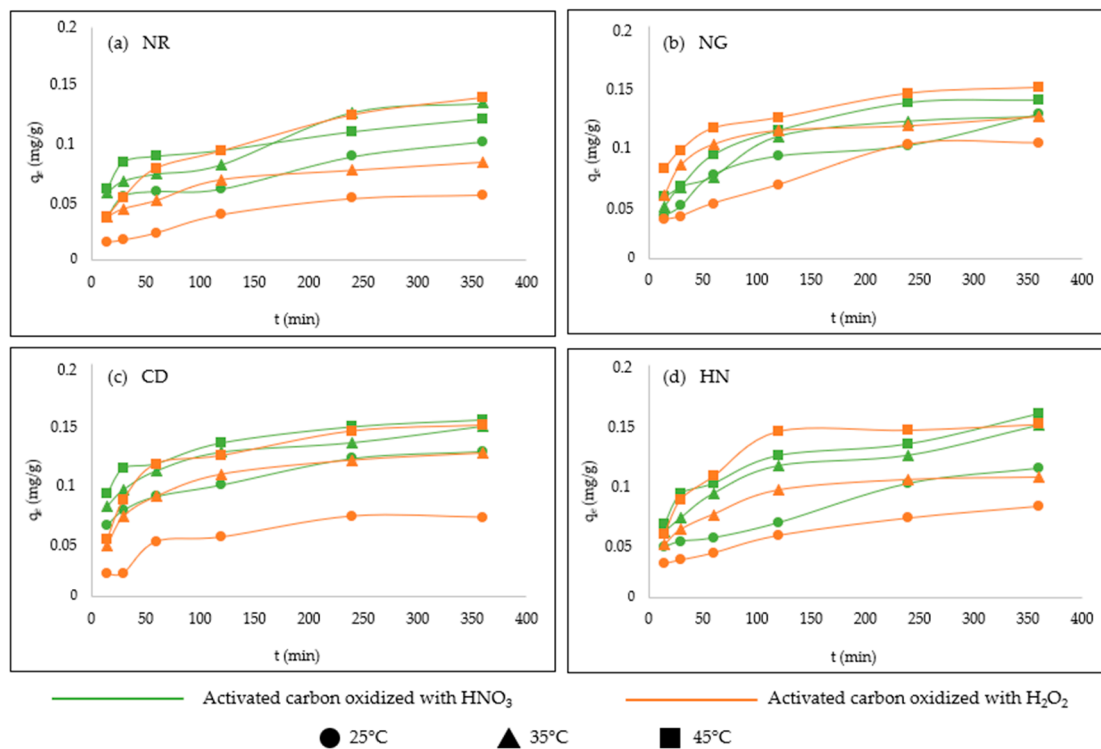 (a) NR
0.2
0.15
0.1
0.05
0
qₑ (mg/g)
0 50 100 150 200 250 300 350 400
t (min)
(b) NG
0.2
0.15
0.1
0.05
0
qₑ (mg/g)
0 50 100 150 200 250 300 350 400
t (min)
(c) CD
0.2
0.15
0.1
0.05
0
qₑ (mg/g)
0 50 100 150 200 250 300 350 400
t (min)
(d) HN
0.2
0.15
0.1
0.05
0
qₑ (mg/g)
0 50 100 150 200 250 300 350 400
t (min)
Activated carbon oxidized with HNO₃ Activated carbon oxidized with H₂O₂
25°C 35°C 45°C